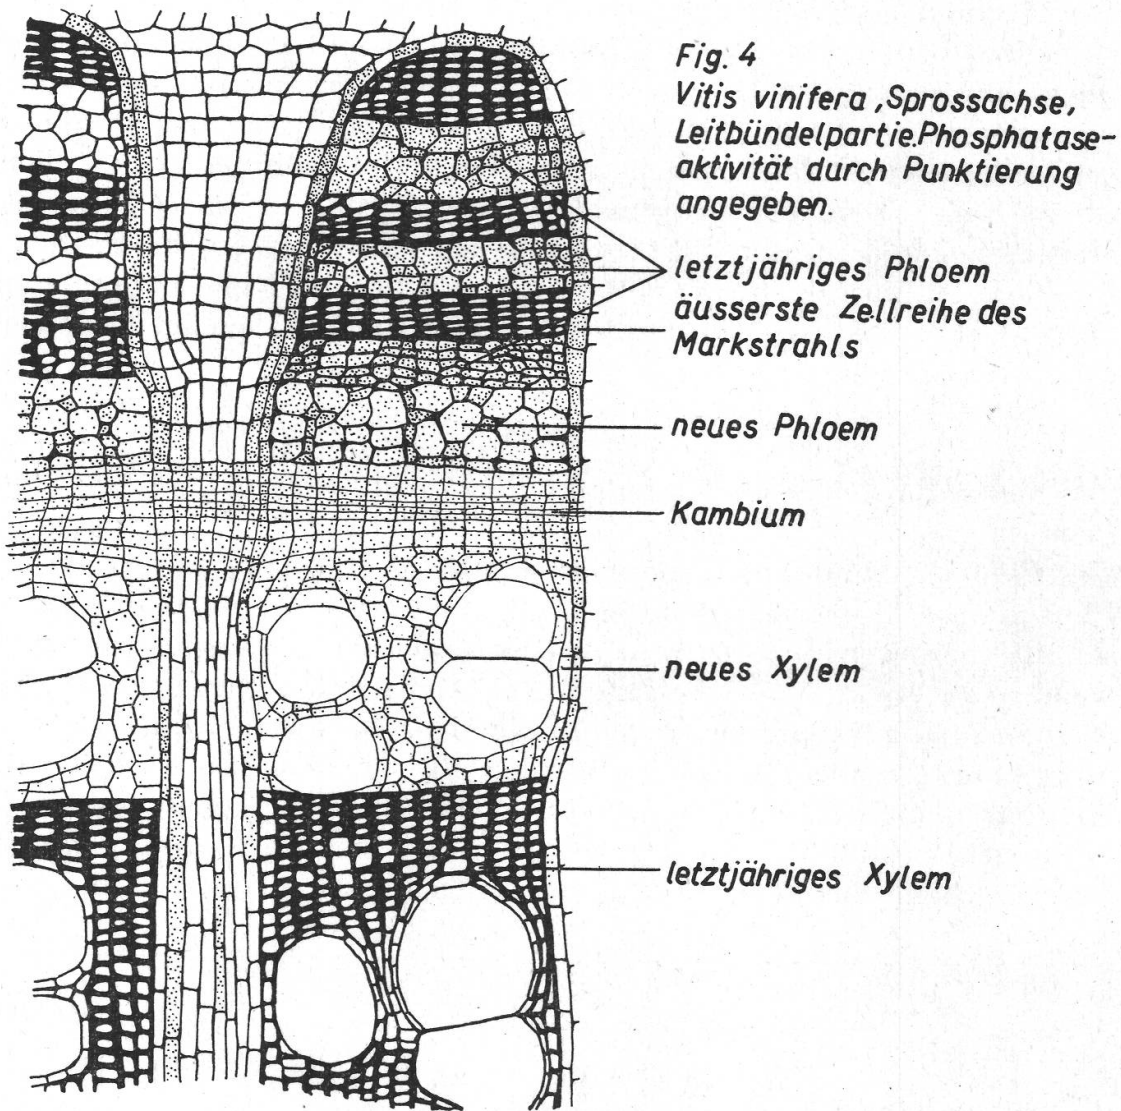 Fig. 4
Vitis vinifera, Sprossachse,
Leitbündelpartie. Phosphatase-
aktivität durch Punktierung
angegeben.
letztjähriges Phloem
äusserste Zellreihe des
Markstrahls
neues Phloem
Kambium
neues Xylem
letztjähriges Xylem